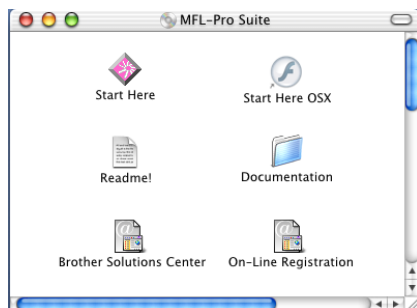 MFL-Pro Suite
Start Here
Start Here OSX
Readme!
Documentation
Brother Solutions Center
On-Line Registration